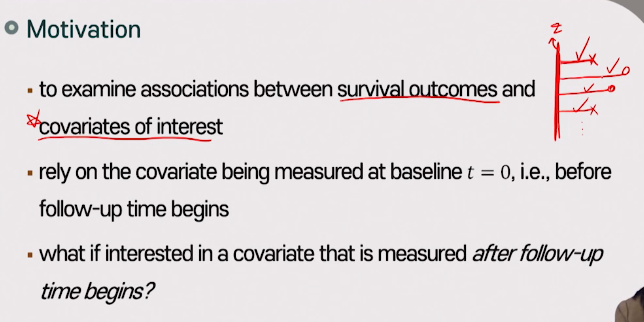 Motivation
to examine associations between survival outcomes and
covariates of interest
rely on the covariate being measured at baseline t = 0, i.e., before
follow-up time begins
what if interested in a covariate that is measured after follow-up
time begins?
z